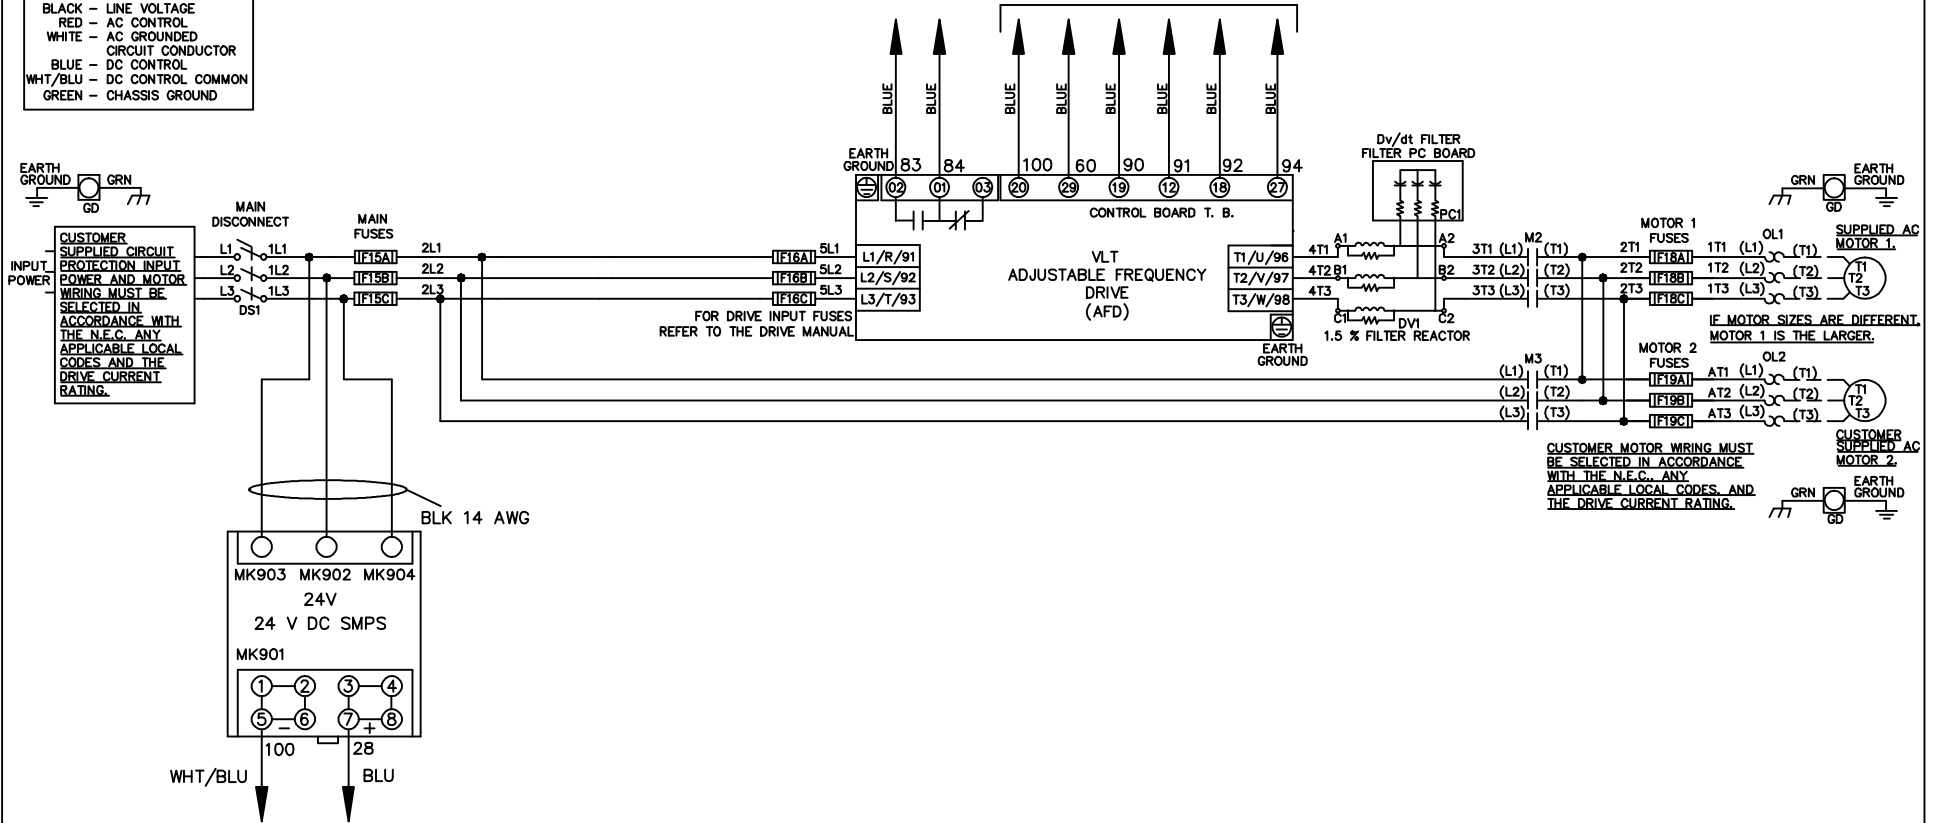 BLACK – LINE VOLTAGE
RED – AC CONTROL
WHITE – AC GROUNDED
CIRCUIT CONDUCTOR
BLUE – DC CONTROL
WHT/BLU – DC CONTROL COMMON
GREEN – CHASSIS GROUND
EARTH
GROUND
GRN
GD
INPUT
POWER
CUSTOMER
SUPPLIED CIRCUIT
PROTECTION INPUT
POWER AND MOTOR
WIRING MUST BE
SELECTED IN
ACCORDANCE WITH
THE N.E.C. ANY
APPLICABLE LOCAL
CODES AND THE
DRIVE CURRENT
RATING.
MAIN
DISCONNECT
L1 1L1
L2 1L2
L3 1L3
DS1
MAIN
FUSES
F15A 2L1
F15B 2L2
F15C 2L3
F16A 5L1
F16B 5L2
F16C 5L3
FOR DRIVE INPUT FUSES
REFER TO THE DRIVE MANUAL
BLUE BLUE BLUE BLUE BLUE BLUE BLUE BLUE
EARTH
GROUND
83 84 100 60 90 91 92 94
02 01 03 20 29 19 12 18 27
CONTROL BOARD T. B.
L1/R/91
L2/S/92
L3/T/93
VLT
ADJUSTABLE FREQUENCY
DRIVE
(AFD)
T1/U/96
T2/V/97
T3/W/98
EARTH
GROUND
Dv/dt FILTER
FILTER PC BOARD
PC1
4T1 A1 A2
4T2 B1 B2
4T3 C1 C2
DV1
1.5 % FILTER REACTOR
M2
3T1 (L1) (T1)
3T2 (L2) (T2)
3T3 (L3) (T3)
MOTOR 1
FUSES
2T1 F18A 1T1 (L1) (T1)
2T2 F18B 1T2 (L2) (T2)
2T3 F18C 1T3 (L3) (T3)
OL1
GRN
GD
EARTH
GROUND
SUPPLIED AC
MOTOR 1.
T1
T2
T3
IF MOTOR SIZES ARE DIFFERENT,
MOTOR 1 IS THE LARGER.
M3
(L1) (T1)
(L2) (T2)
(L3) (T3)
MOTOR 2
FUSES
F19A AT1 (L1) (T1)
F19B AT2 (L2) (T2)
F19C AT3 (L3) (T3)
OL2
T1
T2
T3
CUSTOMER
SUPPLIED AC
MOTOR 2.
CUSTOMER MOTOR WIRING MUST
BE SELECTED IN ACCORDANCE
WITH THE N.E.C.. ANY
APPLICABLE LOCAL CODES. AND
THE DRIVE CURRENT RATING.
GRN
GD
EARTH
GROUND
BLK 14 AWG
MK903 MK902 MK904
24V
24 V DC SMPS
MK901
1 2 3 4
5 – 6 7 + 8
100 28
WHT/BLU BLU